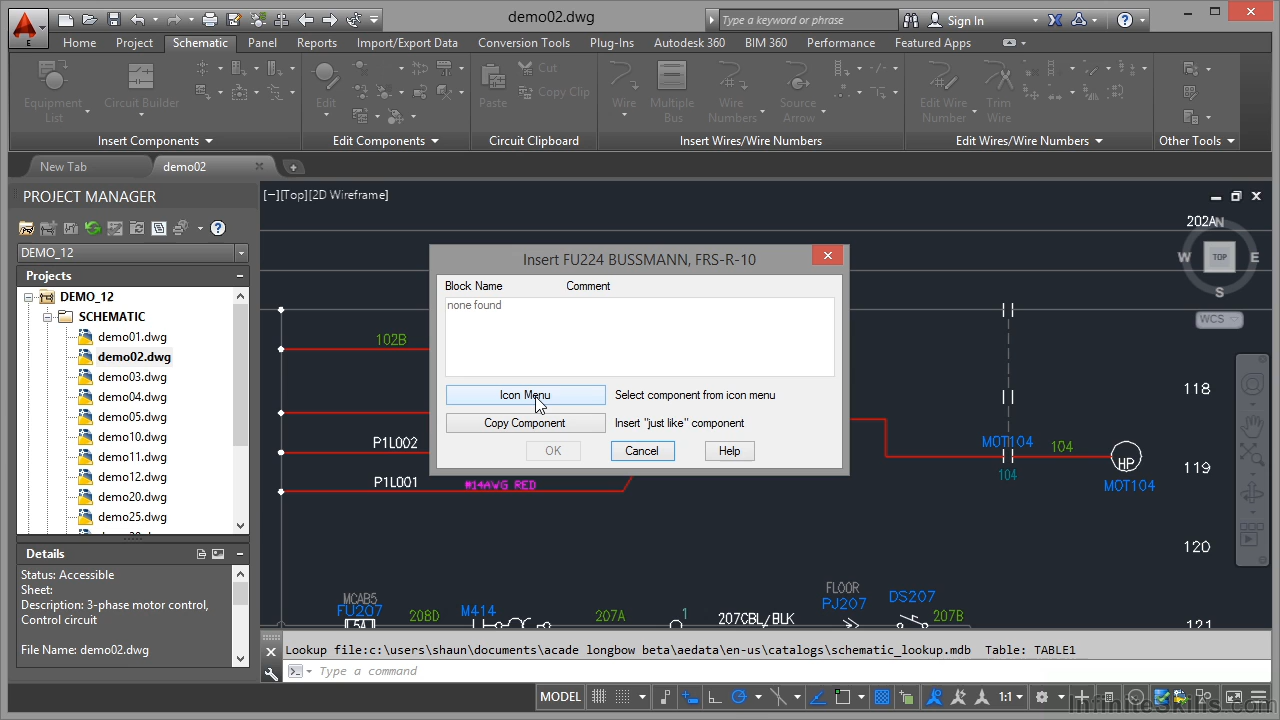 demo02.dwg
Type a keyword or phrase
Sign In
E
Home Project Schematic Panel Reports Import/Export Data Conversion Tools Plug-Ins Autodesk 360 BIM 360 Performance Featured Apps
Equipment List
Circuit Builder
Edit
Paste
Cut
Copy Clip
Wire
Multiple Bus
Wire Numbers
Source Arrow
Edit Wire Number
Trim Wire
Insert Components
Edit Components
Circuit Clipboard
Insert Wires/Wire Numbers
Edit Wires/Wire Numbers
Other Tools
New Tab
demo02
PROJECT MANAGER
DEMO_12
Projects
DEMO_12
SCHEMATIC
demo01.dwg
demo02.dwg
demo03.dwg
demo04.dwg
demo05.dwg
demo10.dwg
demo11.dwg
demo12.dwg
demo20.dwg
demo25.dwg
Details
Status: Accessible
Sheet:
Description: 3-phase motor control,
Control circuit
File Name: demo02.dwg
[−][Top][2D Wireframe]
202A
N
W TOP E
S
WCS
Insert FU224 BUSSMANN, FRS-R-10
Block Name Comment
none found
Icon Menu Select component from icon menu
Copy Component Insert "just like" component
OK Cancel Help
102B
118
P1L002
MOT104
104
HP
119
104
MOT104
P1L001
#14AWG RED
120
MCAB5
FU207
5A
208D
M414
207A
1
207CBL/BLK
FLOOR
PJ207
DS207
207B
121
Lookup file:c:\users\shaun\documents\acade longbow beta\aedata\en-us\catalogs\schematic_lookup.mdb Table: TABLE1
Type a command
MODEL
1:1
InfiniteSkills.com